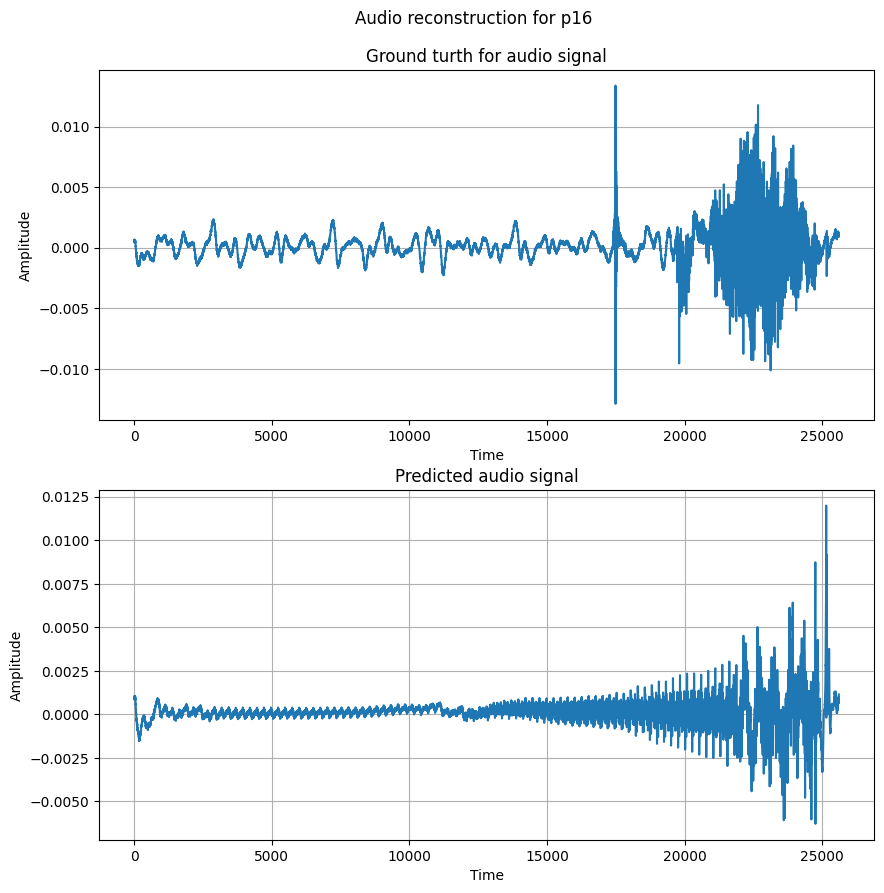 Audio reconstruction for p16
Ground turth for audio signal
0.010
0.005
0.000
−0.005
−0.010
Amplitude
0 5000 10000 15000 20000 25000
Time
Predicted audio signal
0.0125
0.0100
0.0075
0.0050
0.0025
0.0000
−0.0025
−0.0050
Amplitude
0 5000 10000 15000 20000 25000
Time